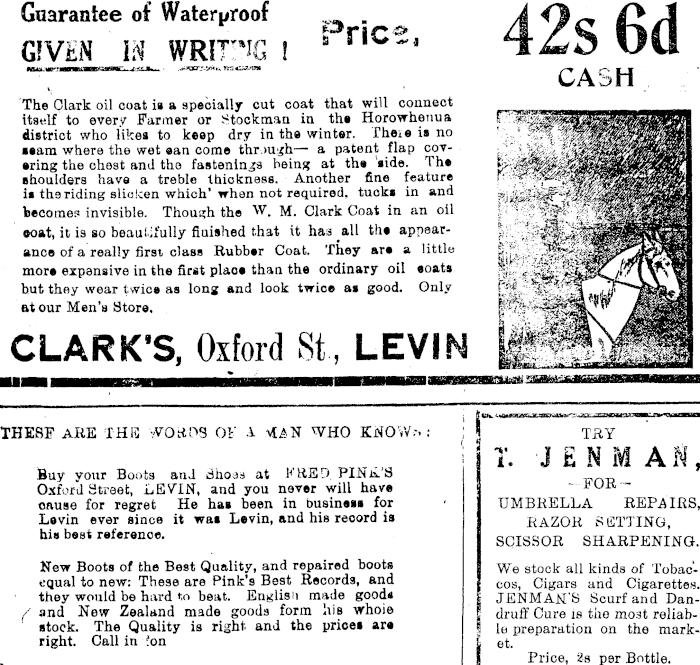 Guarantee of Waterproof
GIVEN IN WRITING !
Price,
42s 6d
CASH
The Clark oil coat is a specially cut coat that will connect
itself to every Farmer or Stockman in the Horowhenua
district who likes to keep dry in the winter. There is no
seam where the wet can come through— a patent flap cov-
ering the chest and the fastenings being at the side. The
shoulders have a treble thickness. Another fine feature
is the riding slicken which' when not required, tucks in and
becomes invisible. Though the W. M. Clark Coat in an oil
coat, it is so beautifully finished that it has all the appear-
ance of a really first class Rubber Coat. They are a little
more expensive in the first place than the ordinary oil coats
but they wear twice as long and look twice as good. Only
at our Men's Store.
CLARK'S, Oxford St., LEVIN
THESE ARE THE WORDS OF A MAN WHO KNOWS:
Buy your Boots and Shoes at FRED PINK'S
Oxford Street, LEVIN, and you never will have
cause for regret He has been in business for
Levin ever since it was Levin, and his record is
his best reference.
New Boots of the Best Quality, and repaired boots
equal to new: These are Pink's Best Records, and
they would be hard to beat. English made goods
and New Zealand made goods form his whole
stock. The Quality is right and the prices are
right. Call in
TRY
T. JENMAN,
—FOR—
UMBRELLA REPAIRS,
RAZOR SETTING,
SCISSOR SHARPENING.
We stock all kinds of Tobac-
cos, Cigars and Cigarettes.
JENMAN'S Scurf and Dan-
druff Cure is the most reliab-
le preparation on the mark-
et.
Price, 2s per Bottle.